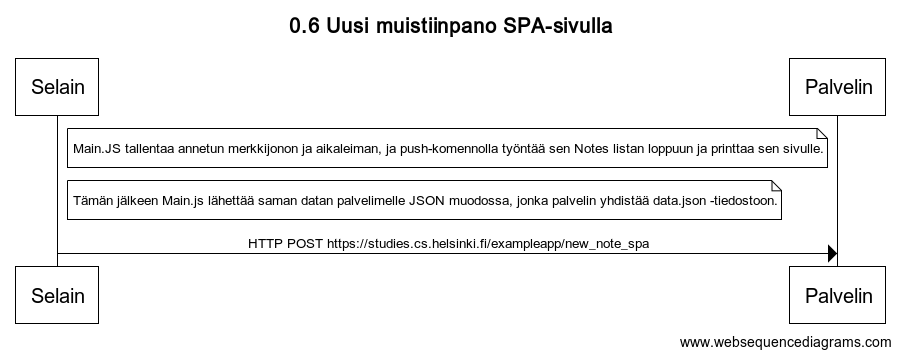 0.6 Uusi muistiinpano SPA-sivulla
Selain
Palvelin
Main.JS tallentaa annetun merkkijonon ja aikaleiman, ja push-komennolla työntää sen Notes listan loppuun ja printtaa sen sivulle.
Tämän jälkeen Main.js lähettää saman datan palvelimelle JSON muodossa, jonka palvelin yhdistää data.json -tiedostoon.
HTTP POST https://studies.cs.helsinki.fi/exampleapp/new_note_spa
Selain
Palvelin
www.websequencediagrams.com